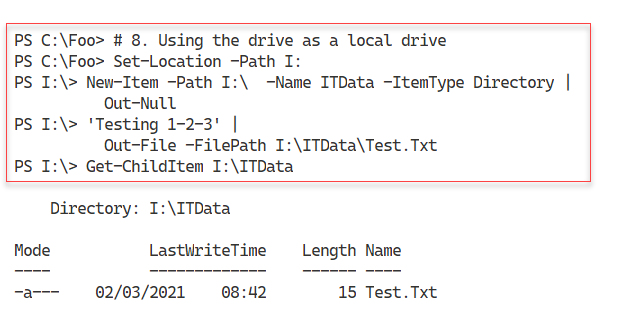 PS C:\Foo> # 8. Using the drive as a local drive
PS C:\Foo> Set-Location -Path I:
PS I:\> New-Item -Path I:\  -Name ITData -ItemType Directory |
          Out-Null
PS I:\> 'Testing 1-2-3' |
          Out-File -FilePath I:\ITData\Test.Txt
PS I:\> Get-ChildItem I:\ITData
    Directory: I:\ITData
Mode           LastWriteTime    Length Name
----           -------------    ------ ----
-a---     02/03/2021    08:42        15 Test.Txt